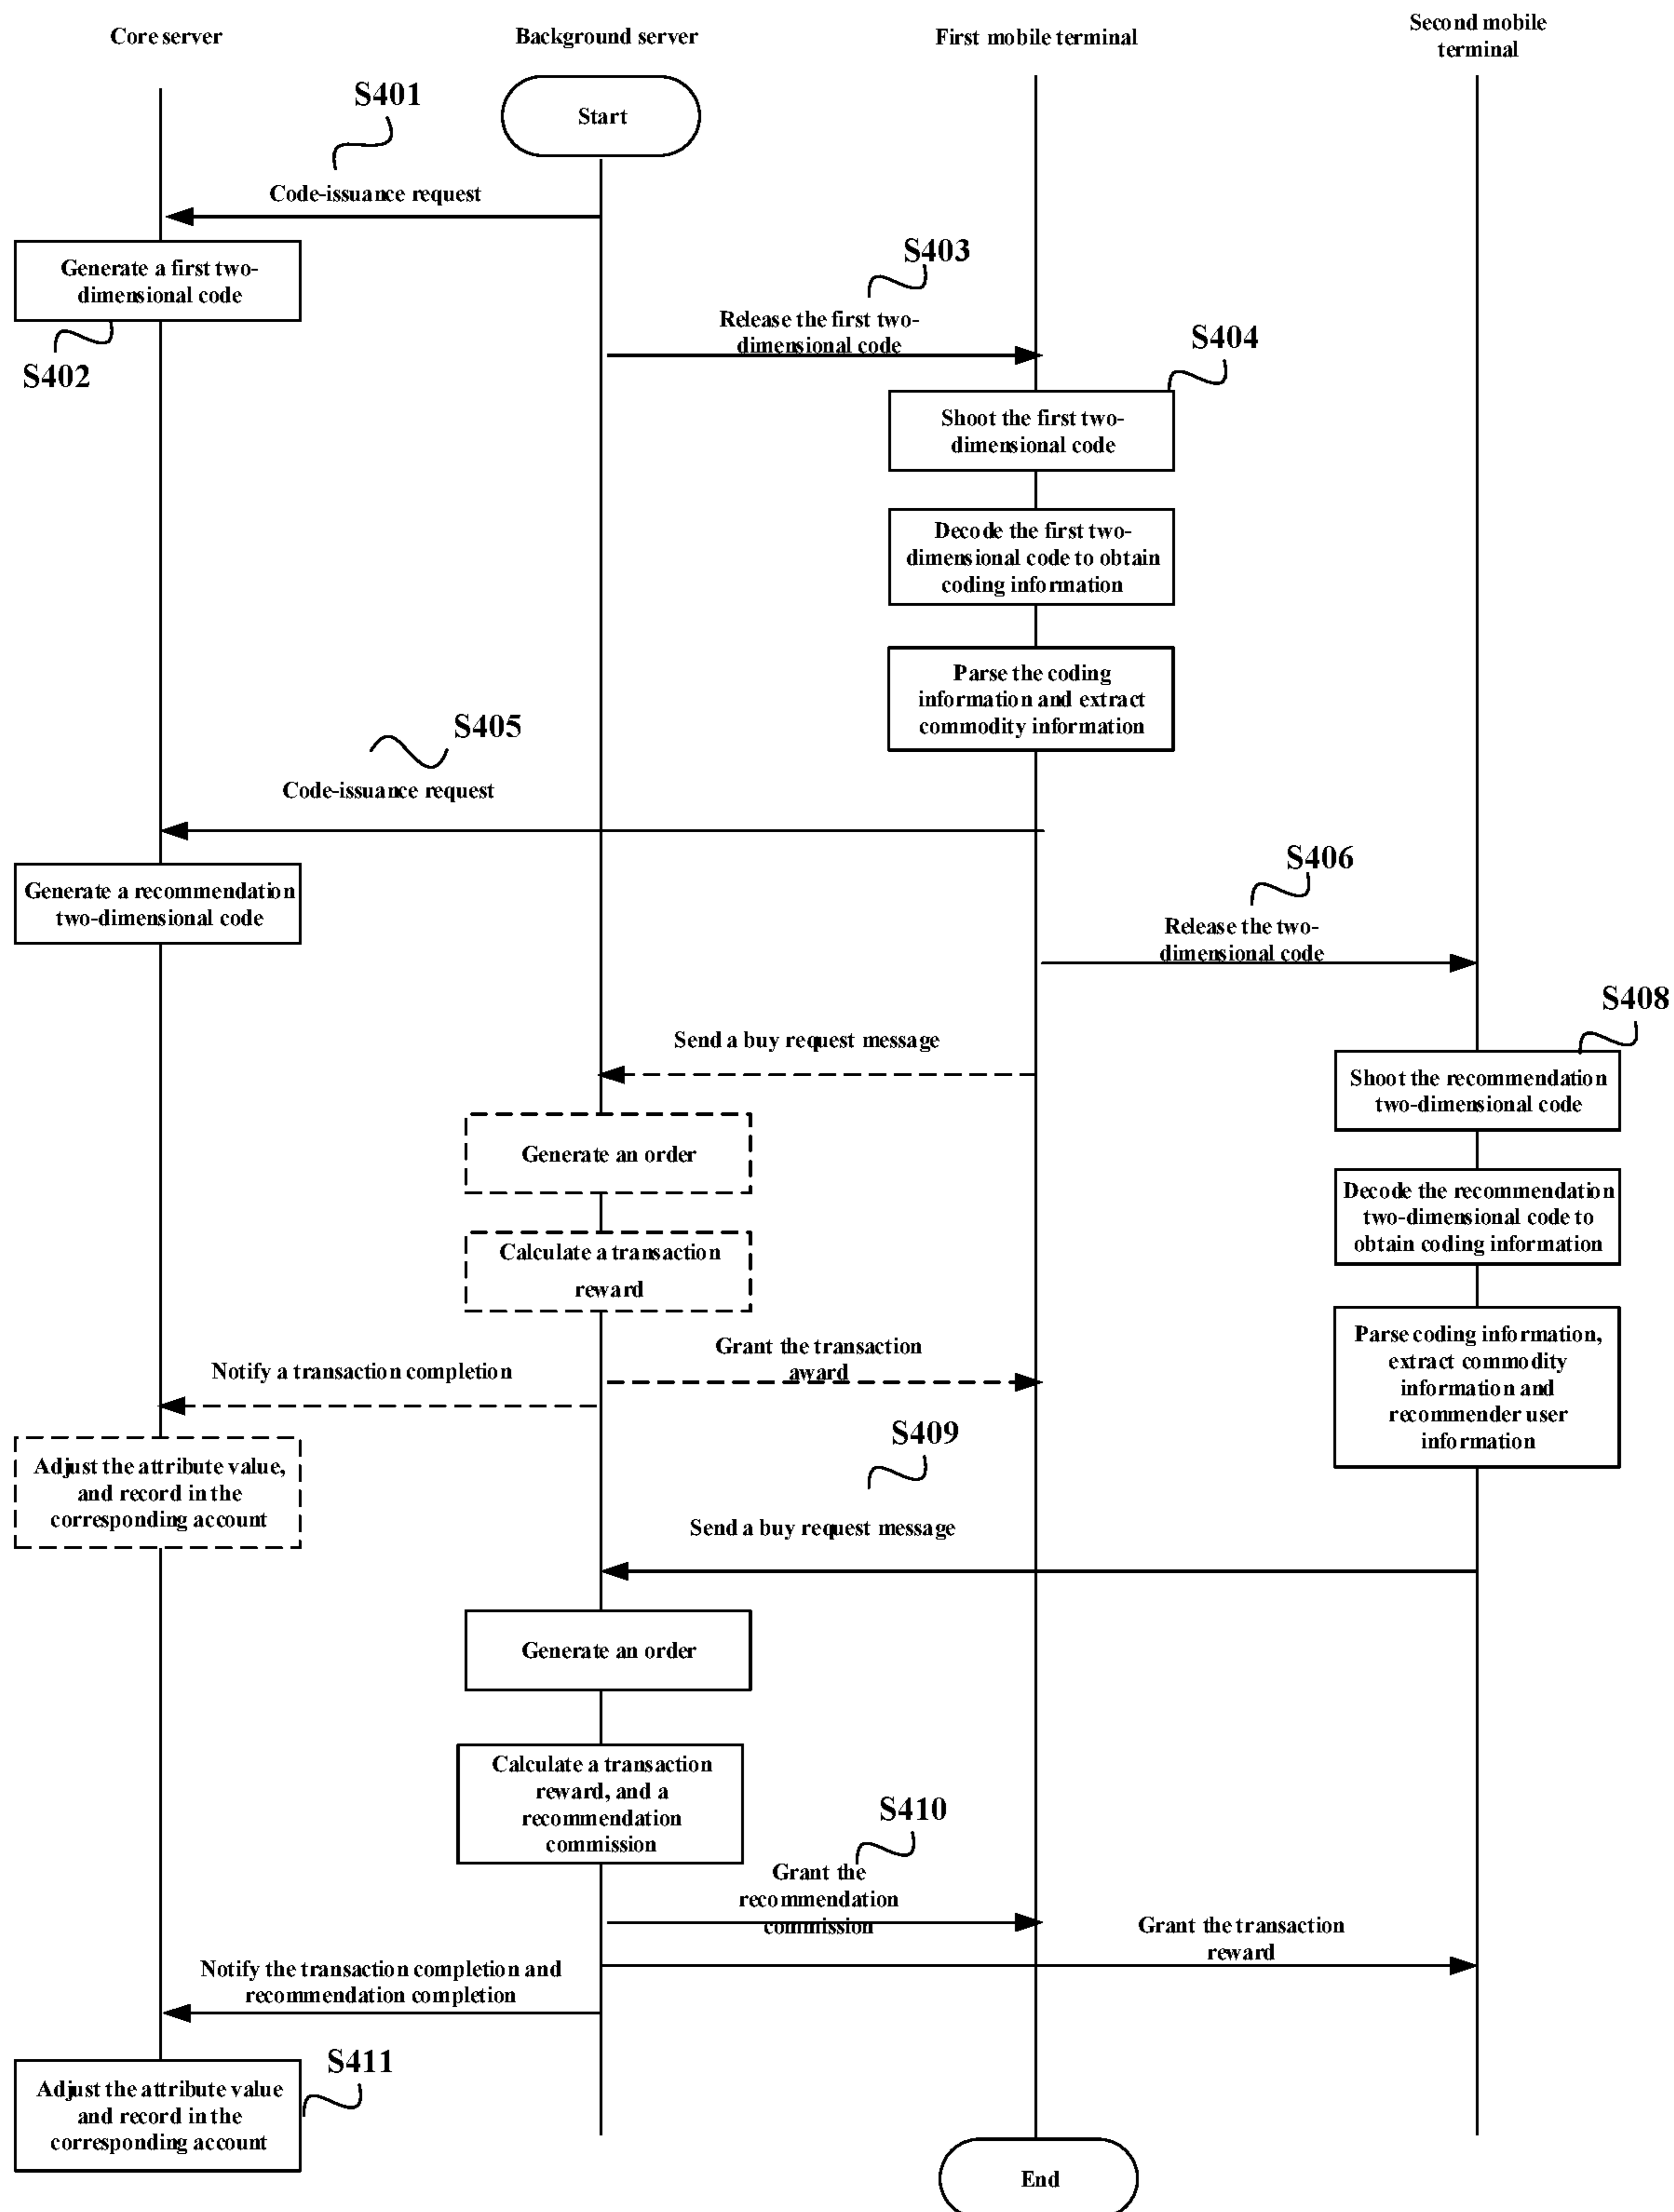 Core server
Background server
First mobile terminal
Second mobile
terminal
Start
S401
Code-issuance request
Generate a first two-
dimensional code
S402
S403
Release the first two-
dimensional code
S404
Shoot the first two-
dimensional code
Decode the first two-
dimensional code to obtain
coding information
Parse the coding
information and extract
commodity information
S405
Code-issuance request
Generate a recommendation
two-dimensional code
S406
Release the two-
dimensional code
S408
Send a buy request message
Shoot the recommendation
two-dimensional code
Generate an order
Decode the recommendation
two-dimensional code to
obtain coding information
Calculate a transaction
reward
Parse coding information,
extract commodity
information and
recommender user
information
Grant the transaction
award
Notify a transaction completion
Adjust the attribute value,
and record in the
corresponding account
S409
Send a buy request message
Generate an order
Calculate a transaction
reward, and a
recommendation
commission
S410
Grant the
recommendation
commission
Grant the transaction
reward
Notify the transaction completion and
recommendation completion
S411
Adjust the attribute value
and record in the
corresponding account
End